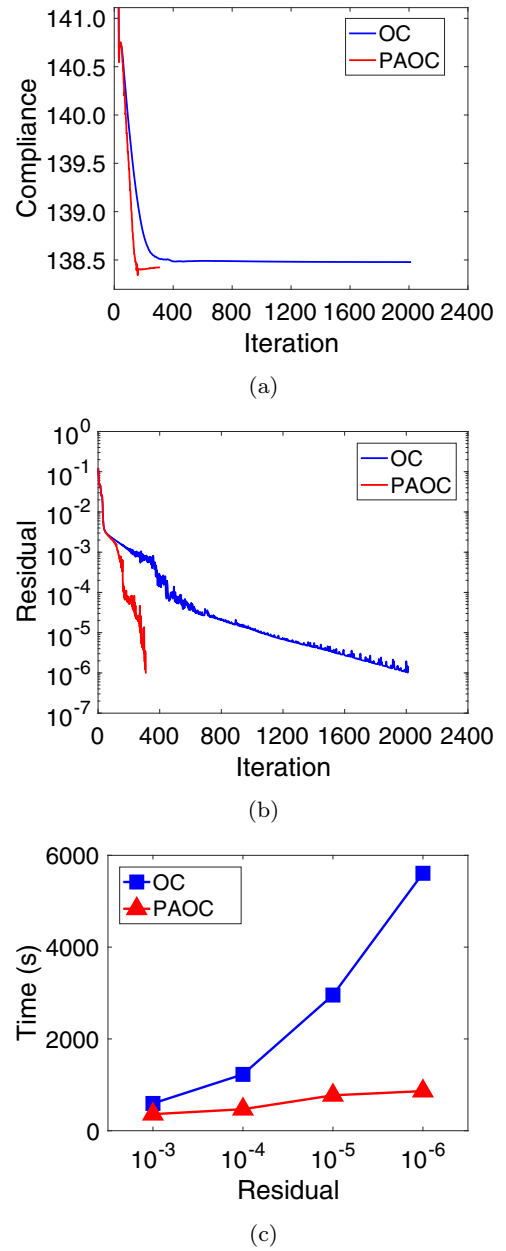 141.0
140.5
140.0
139.5
139.0
138.5
Compliance
OC
PAOC
0 400 800 1200 1600 2000 2400
Iteration
(a)
10^0
10^-1
10^-2
10^-3
10^-4
10^-5
10^-6
10^-7
Residual
OC
PAOC
0 400 800 1200 1600 2000 2400
Iteration
(b)
6000
4000
2000
0
Time (s)
OC
PAOC
10^-3 10^-4 10^-5 10^-6
Residual
(c)